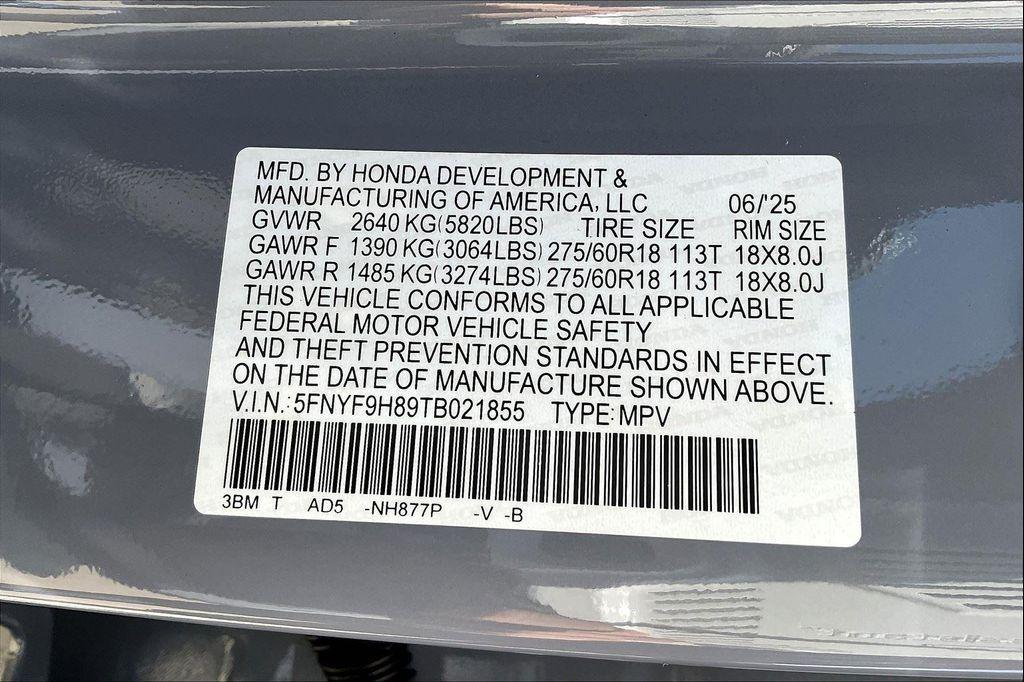 MFD. BY HONDA DEVELOPMENT &
MANUFACTURING OF AMERICA, LLC 06/'25
GVWR 2640 KG(5820LBS) TIRE SIZE RIM SIZE
GAWR F 1390 KG(3064LBS) 275/60R18 113T 18X8.0J
GAWR R 1485 KG(3274LBS) 275/60R18 113T 18X8.0J
THIS VEHICLE CONFORMS TO ALL APPLICABLE
FEDERAL MOTOR VEHICLE SAFETY
AND THEFT PREVENTION STANDARDS IN EFFECT
ON THE DATE OF MANUFACTURE SHOWN ABOVE.
V.I.N.: 5FNYF9H89TB021855 TYPE: MPV
3BM T AD5 -NH877P -V -B